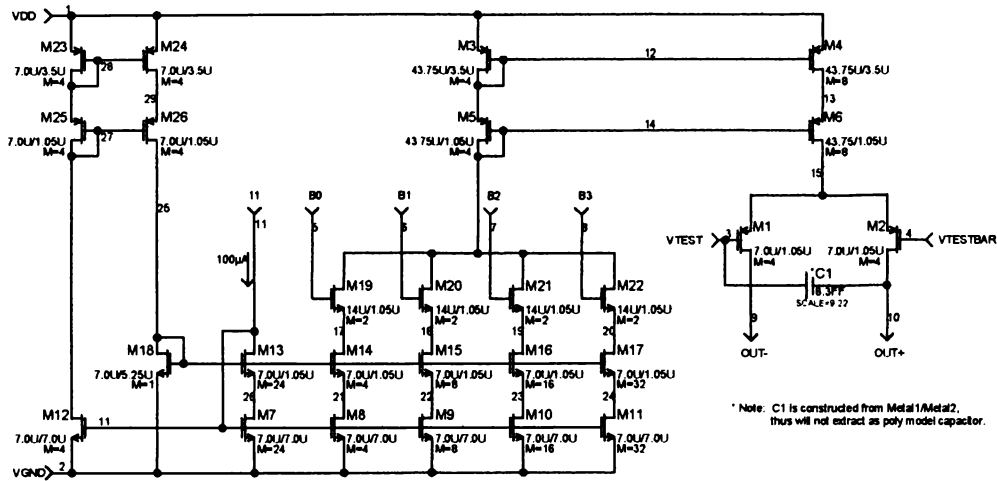 VDD
1
M23
7.0U/3.5U
M=4
28
M24
7.0U/3.5U
M=4
29
M3
43.75U/3.5U
M=4
12
M4
43.75U/3.5U
M=8
13
M25
7.0U/1.05U
M=4
27
M26
7.0U/1.05U
M=4
M5
43.75U/1.05U
M=4
14
M6
43.75/1.05U
M=8
15
25
11
11
100μA
B0
5
B1
6
B2
7
B3
8
VTEST
3
M1
7.0U/1.05U
M=4
M2
7.0U/1.05U
M=4
4
VTESTBAR
*C1
8.3FF
SCALE=9.22
9
OUT-
10
OUT+
M19
14U/1.05U
M=2
17
M20
14U/1.05U
M=2
18
M21
14U/1.05U
M=2
19
M22
14U/1.05U
M=2
20
M18
7.0U/5.25U
M=1
M13
7.0U/1.05U
M=24
26
M14
7.0U/1.05U
M=4
21
M15
7.0U/1.05U
M=8
22
M16
7.0U/1.05U
M=16
23
M17
7.0U/1.05U
M=32
24
M12
7.0U/7.0U
M=4
11
M7
7.0U/7.0U
M=24
M8
7.0U/7.0U
M=4
M9
7.0U/7.0U
M=8
M10
7.0U/7.0U
M=16
M11
7.0U/7.0U
M=32
VGND
2
* Note: C1 is constructed from Metal1/Metal2,
thus will not extract as poly model capacitor.